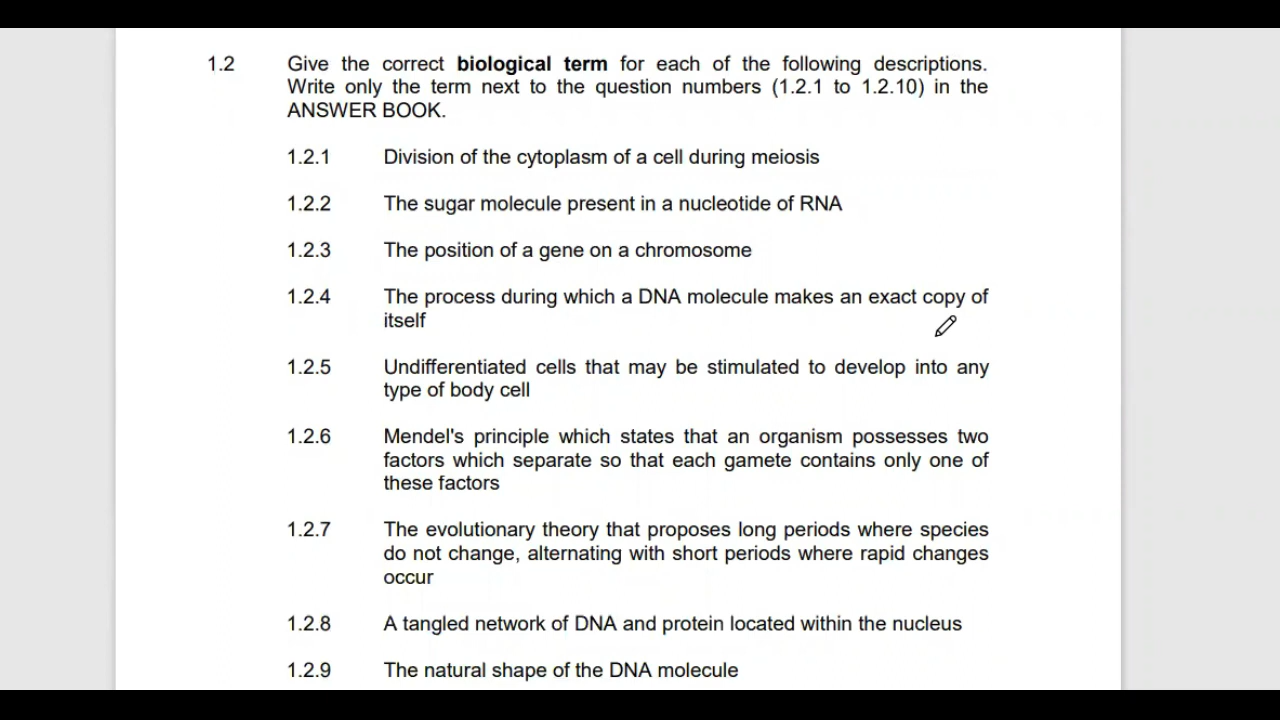 1.2 Give the correct biological term for each of the following descriptions.
Write only the term next to the question numbers (1.2.1 to 1.2.10) in the
ANSWER BOOK.
1.2.1 Division of the cytoplasm of a cell during meiosis
1.2.2 The sugar molecule present in a nucleotide of RNA
1.2.3 The position of a gene on a chromosome
1.2.4 The process during which a DNA molecule makes an exact copy of
itself
1.2.5 Undifferentiated cells that may be stimulated to develop into any
type of body cell
1.2.6 Mendel's principle which states that an organism possesses two
factors which separate so that each gamete contains only one of
these factors
1.2.7 The evolutionary theory that proposes long periods where species
do not change, alternating with short periods where rapid changes
occur
1.2.8 A tangled network of DNA and protein located within the nucleus
1.2.9 The natural shape of the DNA molecule